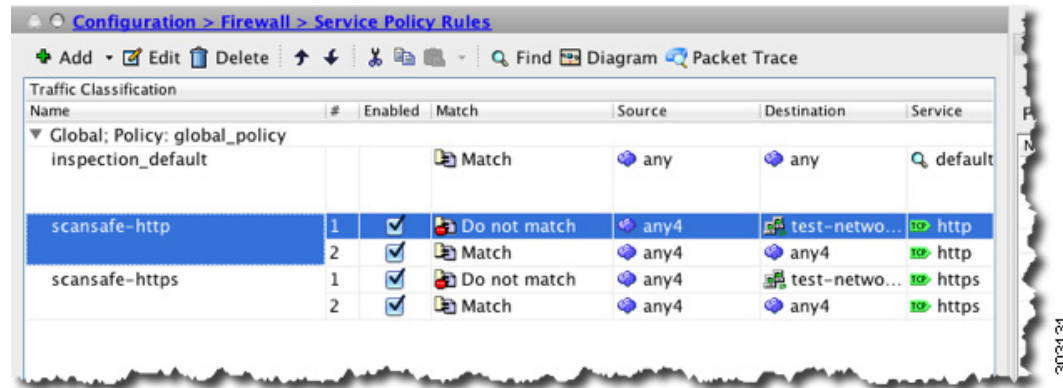 Configuration > Firewall > Service Policy Rules
Add Edit Delete Find Diagram Packet Trace
Traffic Classification
Name # Enabled Match Source Destination Service
Global; Policy: global_policy
inspection_default Match any any default
scansafe-http 1 Do not match any4 test-netwo... http
2 Match any4 any4 http
scansafe-https 1 Do not match any4 test-netwo... https
2 Match any4 any4 https